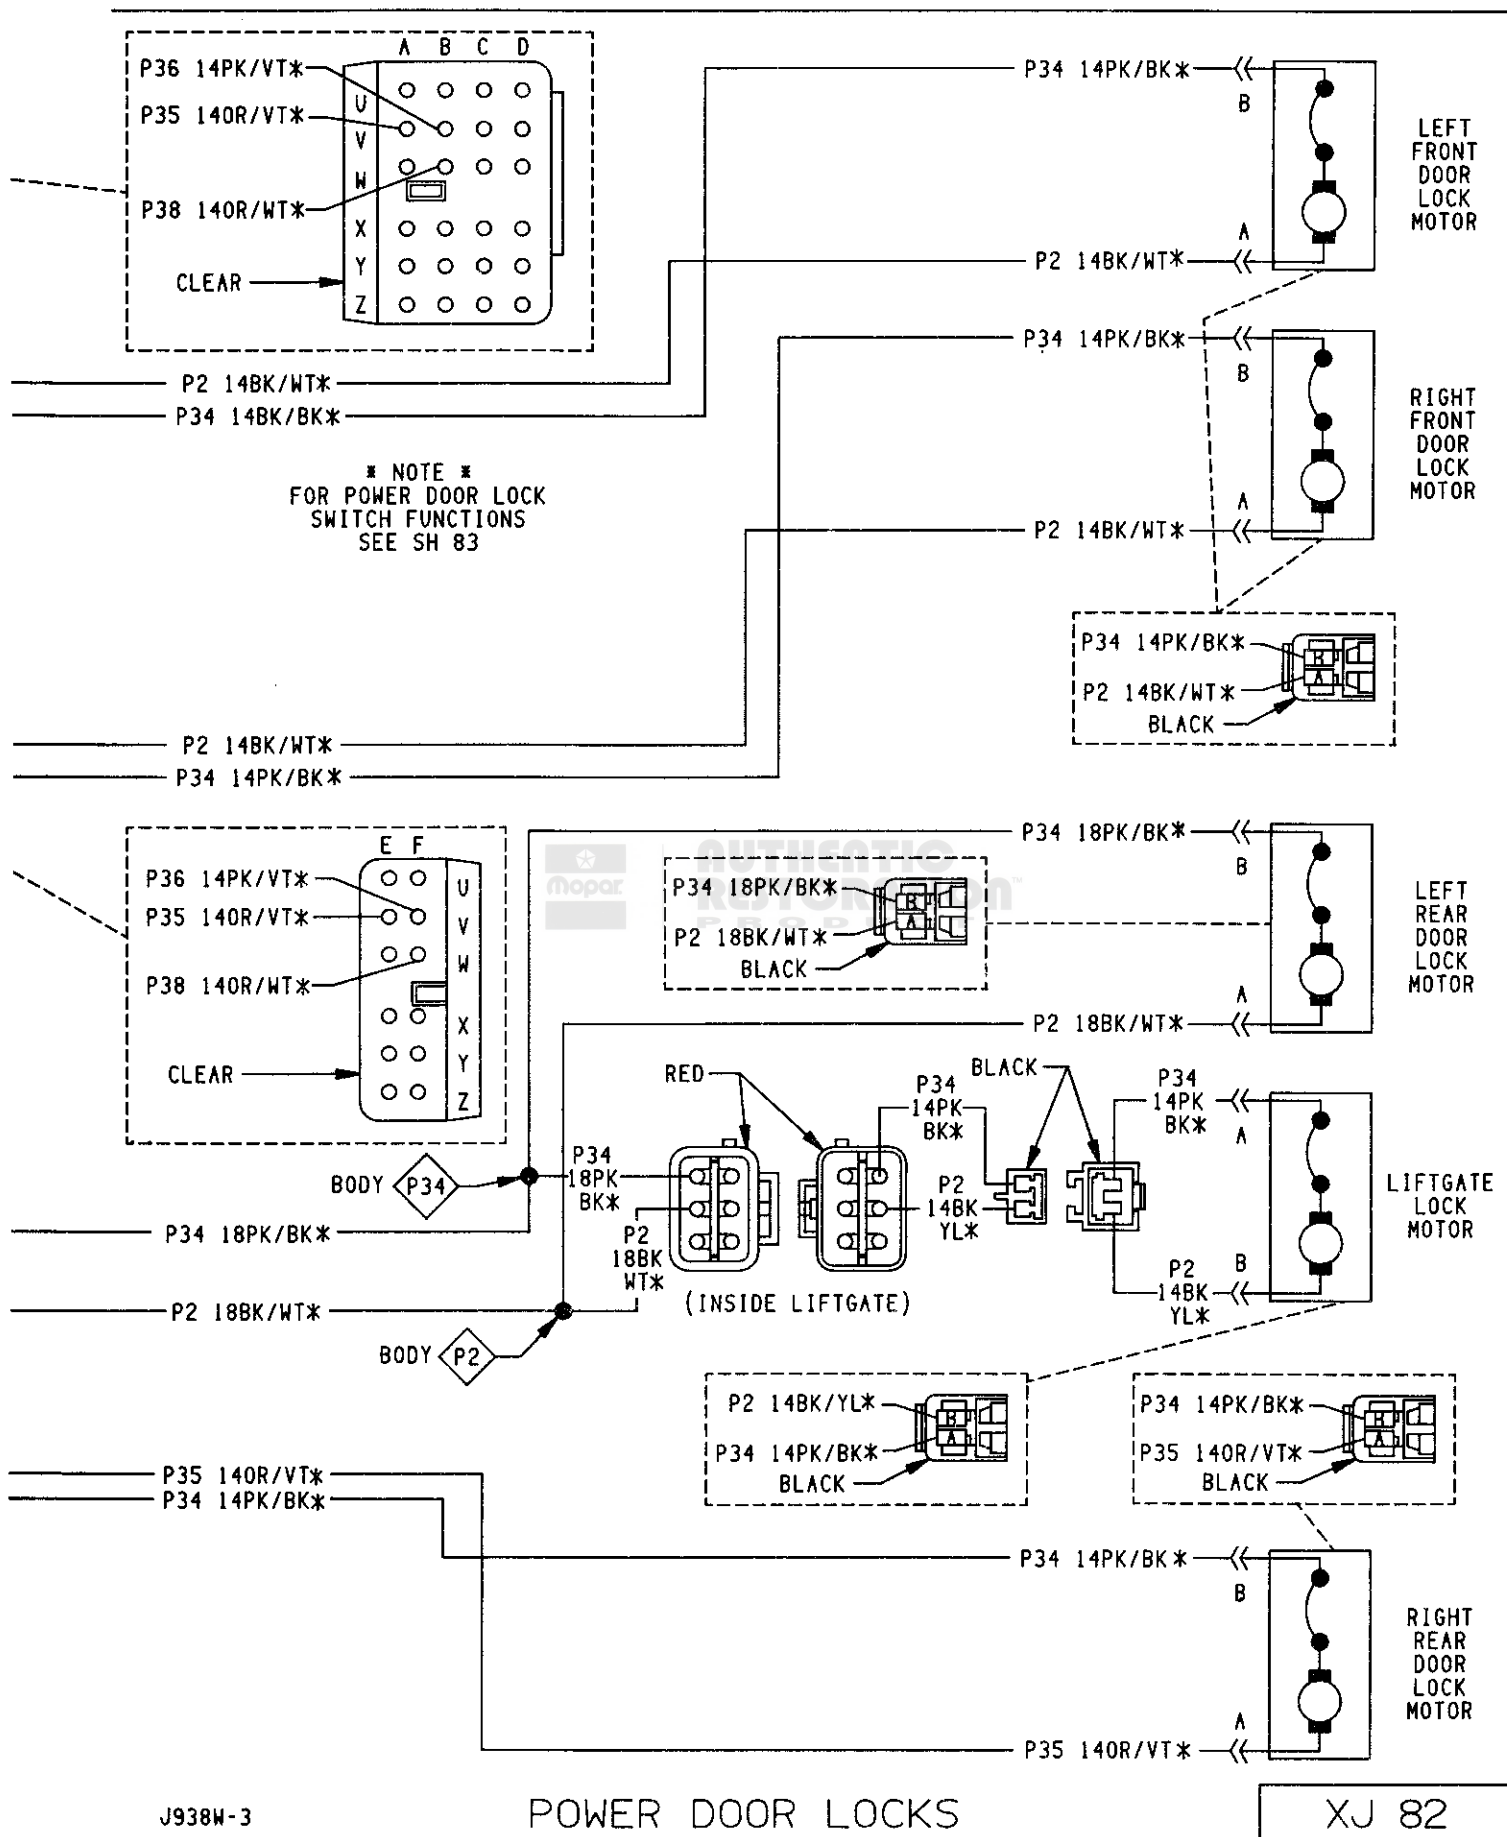 A B C D
P36 14PK/VT*
P35 14OR/VT*
P38 14OR/WT*
CLEAR
U
V
W
X
Y
Z
P34 14PK/BK*
B
A
P2 14BK/WT*
LEFT
FRONT
DOOR
LOCK
MOTOR
P2 14BK/WT*
P34 14BK/BK*
* NOTE *
FOR POWER DOOR LOCK
SWITCH FUNCTIONS
SEE SH 83
P34 14PK/BK*
B
A
P2 14BK/WT*
RIGHT
FRONT
DOOR
LOCK
MOTOR
P34 14PK/BK*
P2 14BK/WT*
BLACK
B
A
P2 14BK/WT*
P34 14PK/BK*
E F
P36 14PK/VT*
P35 14OR/VT*
P38 14OR/WT*
CLEAR
U
V
W
X
Y
Z
Mopar
AUTHENTIC
RESTORATION™
PRODUCT
P34 18PK/BK*
P2 18BK/WT*
BLACK
B
A
P34 18PK/BK*
B
A
P2 18BK/WT*
LEFT
REAR
DOOR
LOCK
MOTOR
BODY P34
P34 18PK/BK*
P2 18BK/WT*
BODY P2
P34
18PK
BK*
P2
18BK
WT*
RED
(INSIDE LIFTGATE)
P34
14PK
BK*
P2
14BK
YL*
BLACK
P34
14PK
BK*
A
B
P2
14BK
YL*
LIFTGATE
LOCK
MOTOR
P2 14BK/YL*
P34 14PK/BK*
BLACK
B
A
P34 14PK/BK*
P35 14OR/VT*
BLACK
B
A
P35 14OR/VT*
P34 14PK/BK*
P34 14PK/BK*
B
A
P35 14OR/VT*
RIGHT
REAR
DOOR
LOCK
MOTOR
J938W-3
POWER DOOR LOCKS
XJ 82